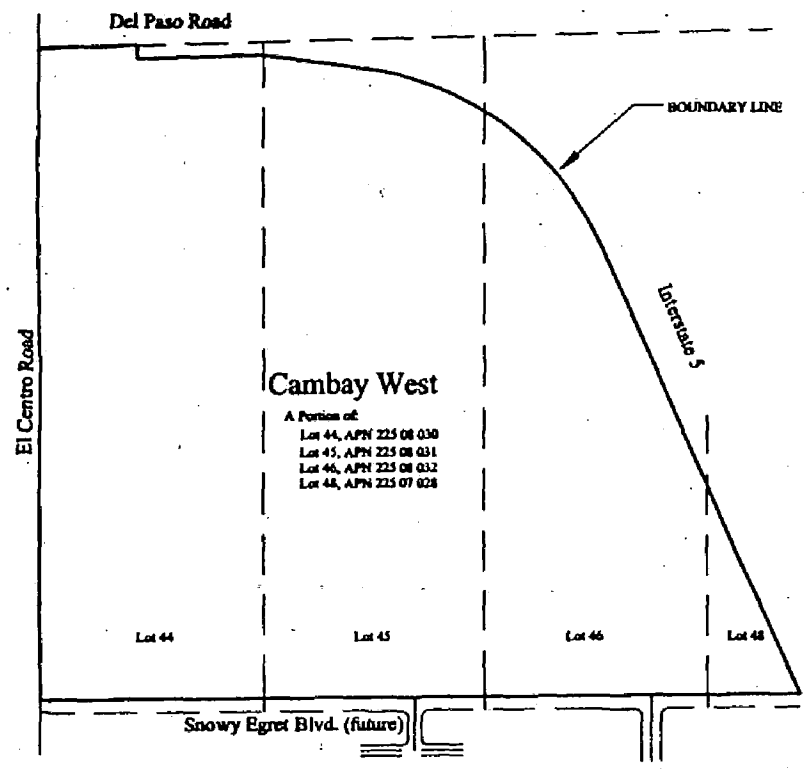 Del Paso Road
BOUNDARY LINE
Interstate 5
El Centro Road
Cambay West
A Portion of:
Lot 44, APN 225 08 030
Lot 45, APN 225 08 031
Lot 46, APN 225 08 032
Lot 48, APN 225 07 028
Lot 44
Lot 45
Lot 46
Lot 48
Snowy Egret Blvd. (future)